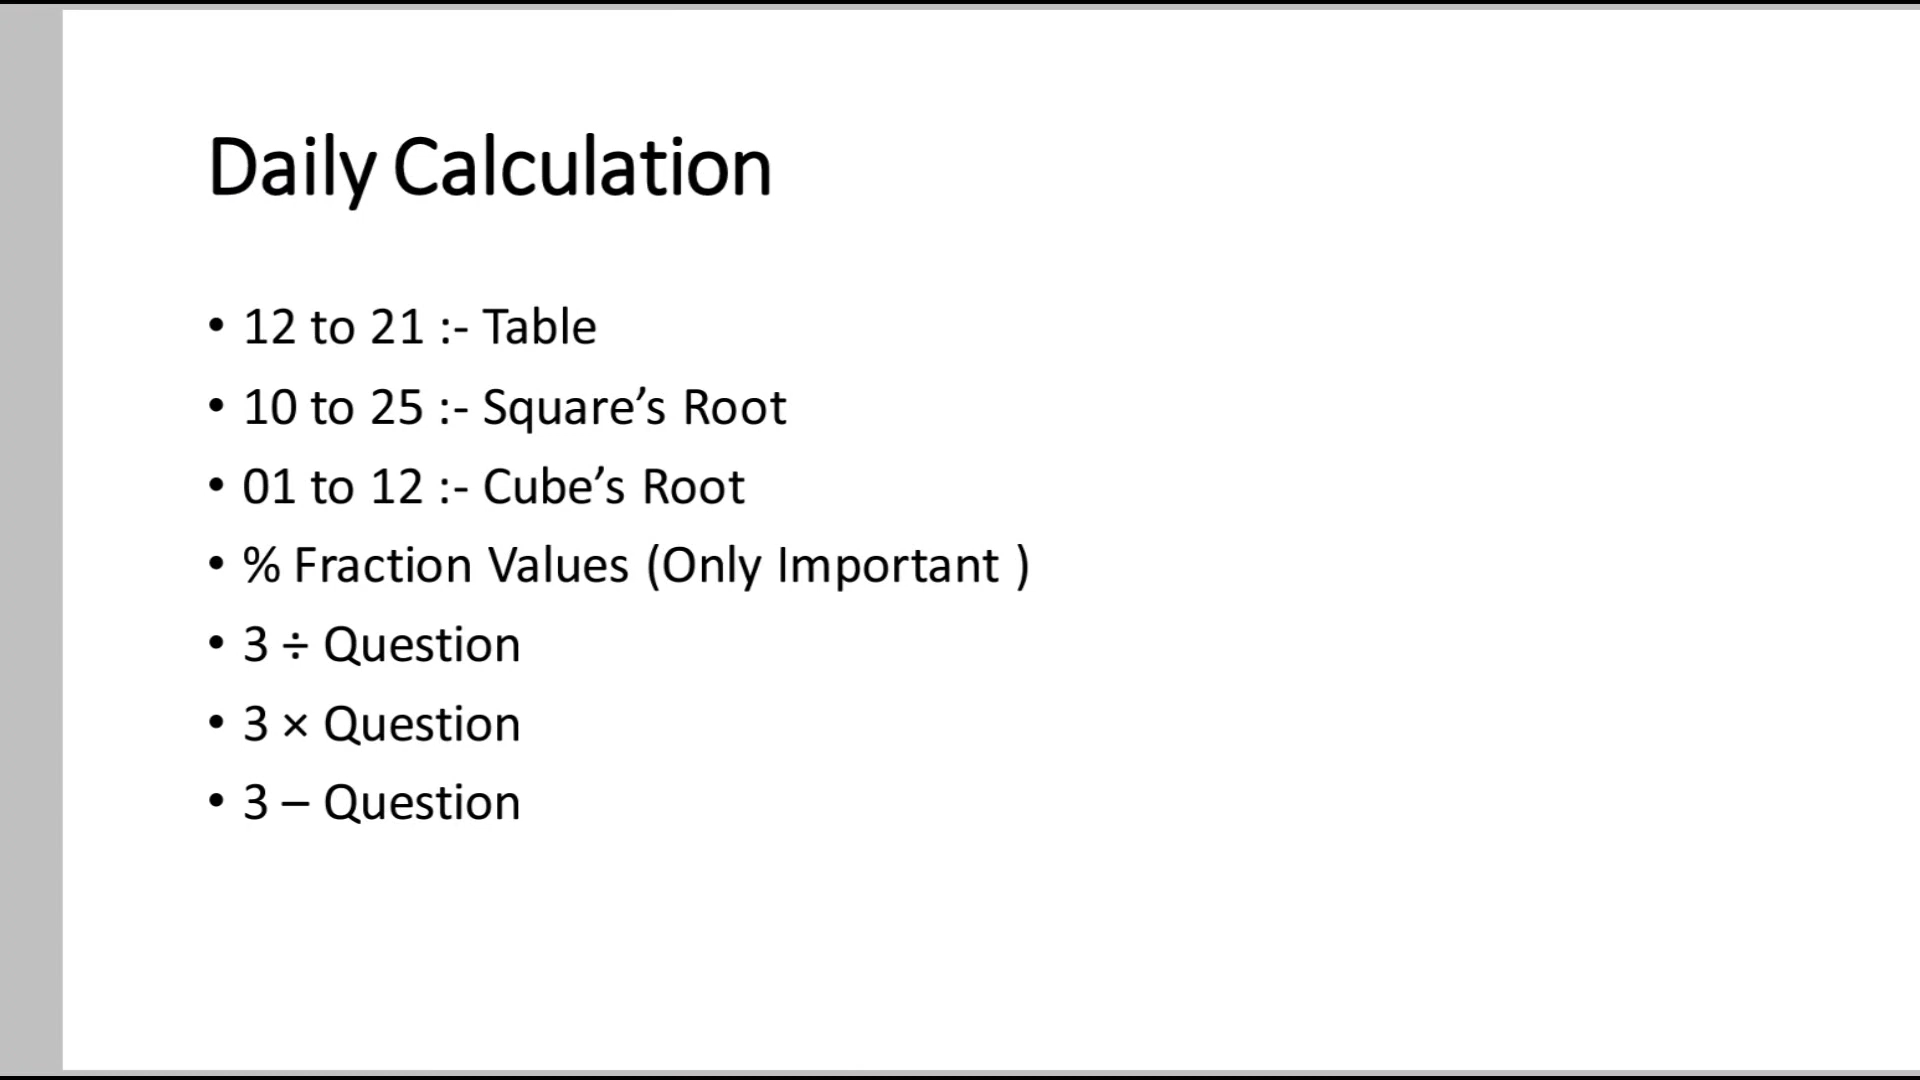 Daily Calculation
• 12 to 21 :- Table
• 10 to 25 :- Square’s Root
• 01 to 12 :- Cube’s Root
• % Fraction Values (Only Important )
• 3 ÷ Question
• 3 × Question
• 3 – Question